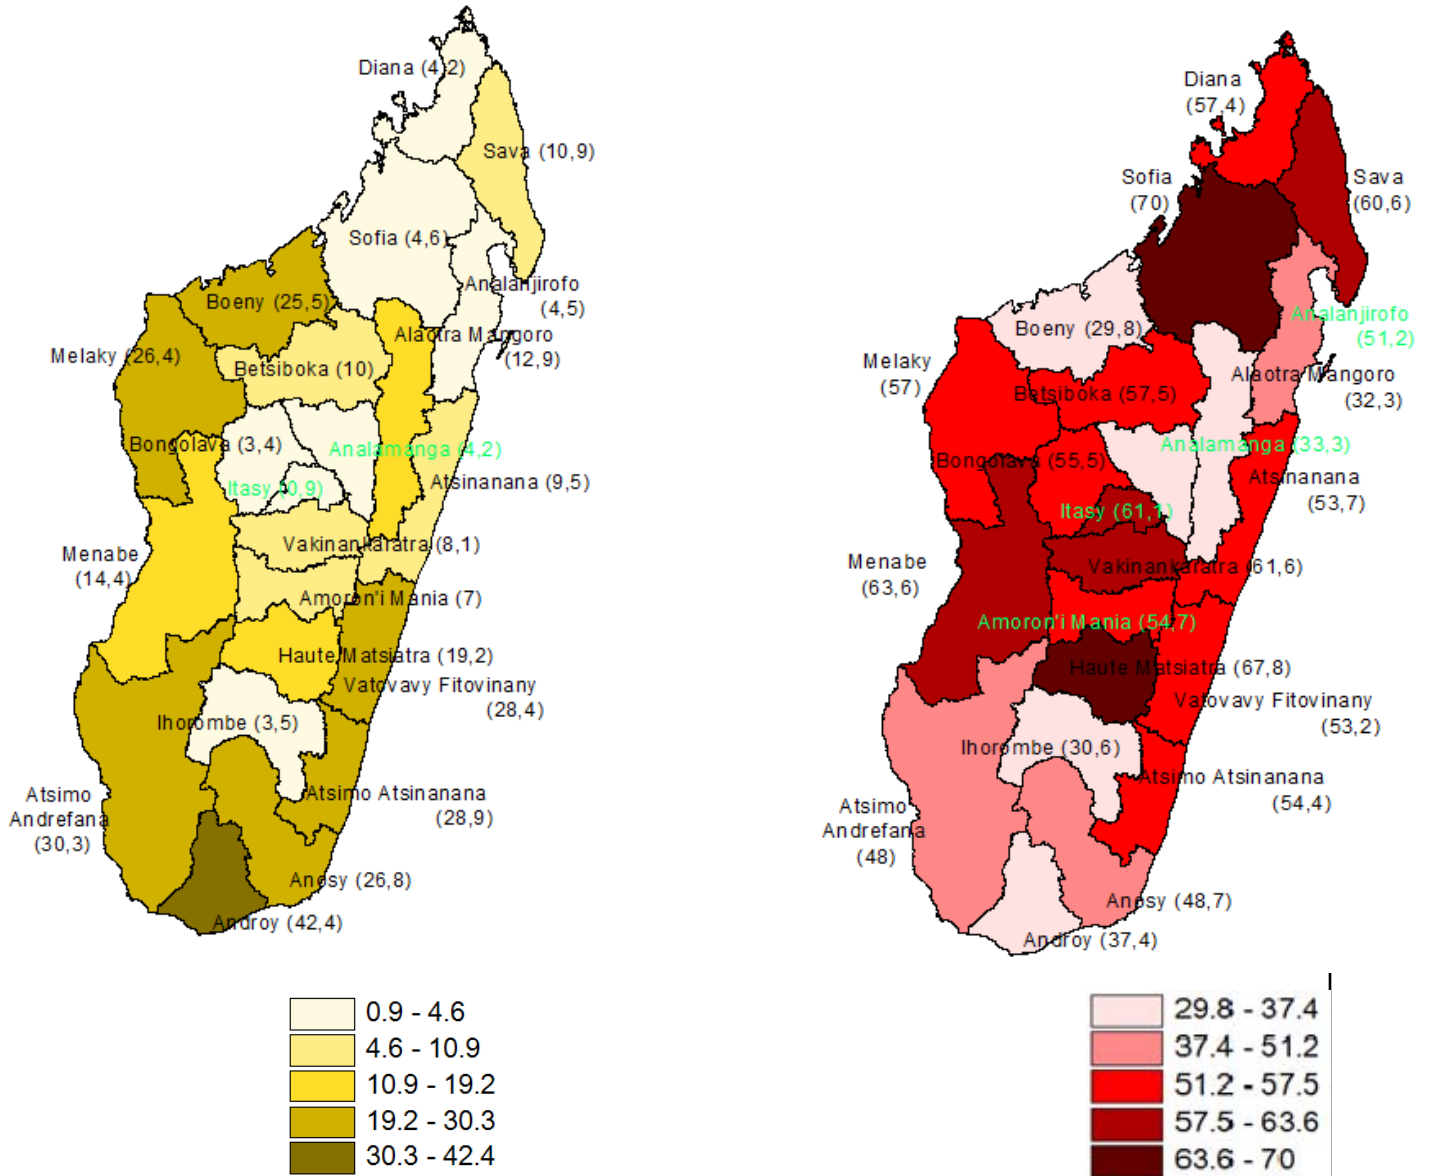 Diana (4,2)
Sava (10,9)
Sofia (4,6)
Analanjirofo
(4,5)
Boeny (25,5)
Alaotra Mangoro
(12,9)
Melaky (26,4)
Betsiboka (10)
Bongolava (3,4)
Analamanga (4,2)
Itasy (0,9)
Atsinanana (9,5)
Vakinankaratra (8,1)
Menabe
(14,4)
Amoron'i Mania (7)
Haute Matsiatra (19,2)
Vatovavy Fitovinany
(28,4)
Ihorombe (3,5)
Atsimo
Andrefana
(30,3)
Atsimo Atsinanana
(28,9)
Anosy (26,8)
Androy (42,4)
0.9 - 4.6
4.6 - 10.9
10.9 - 19.2
19.2 - 30.3
30.3 - 42.4
Diana
(57,4)
Sofia
(70)
Sava
(60,6)
Analanjirofo
(51,2)
Boeny (29,8)
Melaky
(57)
Alaotra Mangoro
(32,3)
Betsiboka (57,5)
Analamanga (33,3)
Bongolava (55,5)
Atsinanana
(53,7)
Itasy (61,1)
Menabe
(63,6)
Vakinankaratra (61,6)
Amoron'i Mania (54,7)
Haute Matsiatra (67,8)
Vatovavy Fitovinany
(53,2)
Ihorombe (30,6)
Atsimo Atsinanana
(54,4)
Atsimo
Andrefana
(48)
Anosy (48,7)
Androy (37,4)
29.8 - 37.4
37.4 - 51.2
51.2 - 57.5
57.5 - 63.6
63.6 - 70